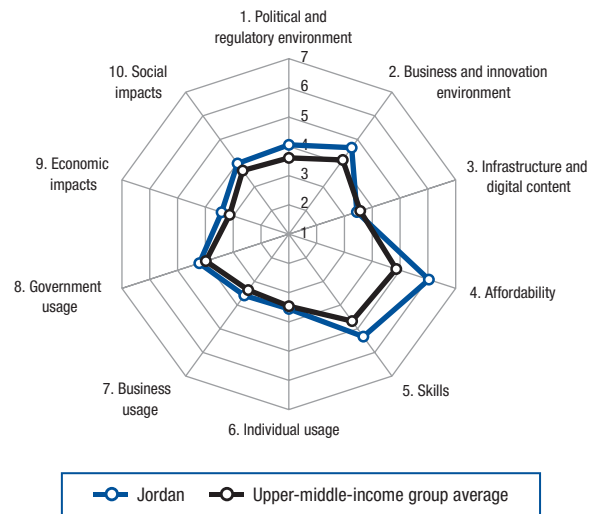 1. Political and
regulatory environment
2. Business and innovation
environment
3. Infrastructure and
digital content
4. Affordability
5. Skills
6. Individual usage
7. Business
usage
8. Government
usage
9. Economic
impacts
10. Social
impacts
7
6
5
4
3
2
1
Jordan
Upper-middle-income group average